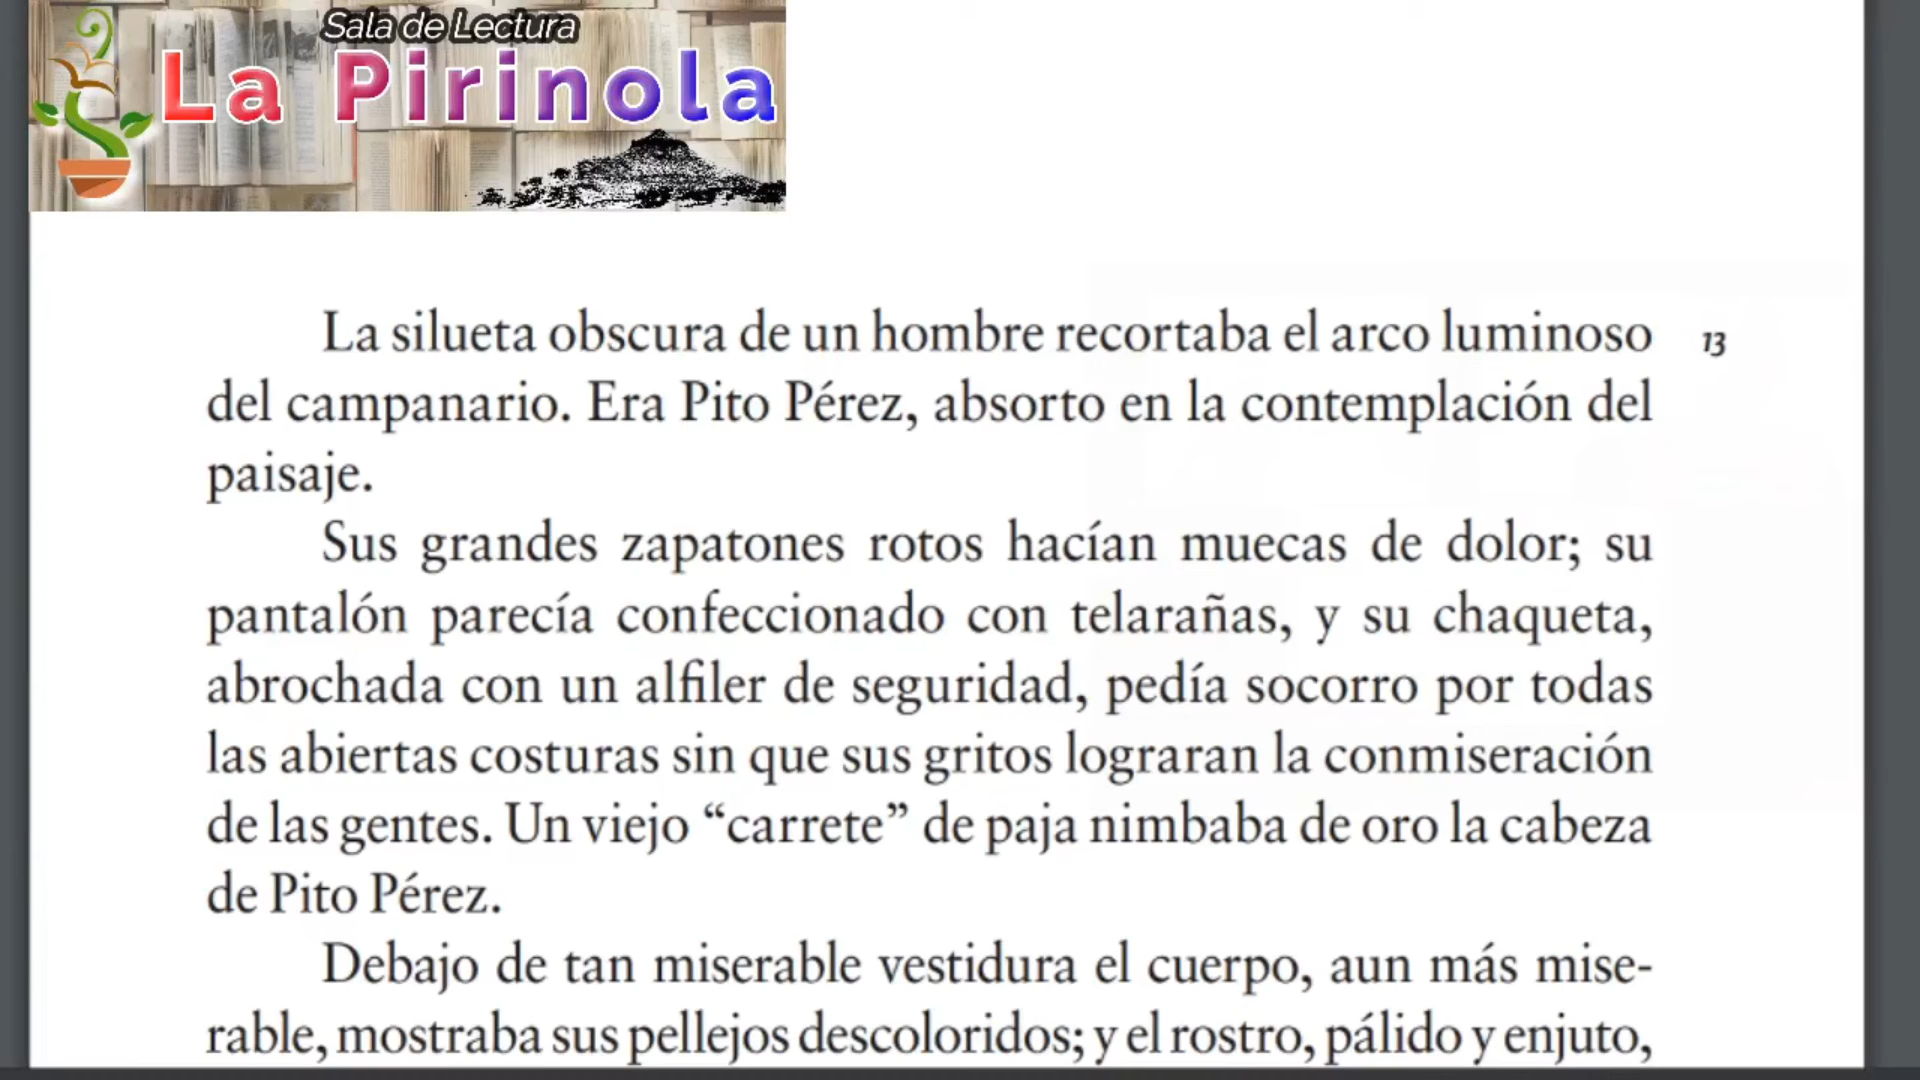 Sala de Lectura
La Pirinola
La silueta obscura de un hombre recortaba el arco luminoso
13
del campanario. Era Pito Pérez, absorto en la contemplación del
paisaje.
Sus grandes zapatones rotos hacían muecas de dolor; su
pantalón parecía confeccionado con telarañas, y su chaqueta,
abrochada con un alfiler de seguridad, pedía socorro por todas
las abiertas costuras sin que sus gritos lograran la conmiseración
de las gentes. Un viejo “carrete” de paja nimbaba de oro la cabeza
de Pito Pérez.
Debajo de tan miserable vestidura el cuerpo, aun más mise-
rable, mostraba sus pellejos descoloridos; y el rostro, pálido y enjuto,